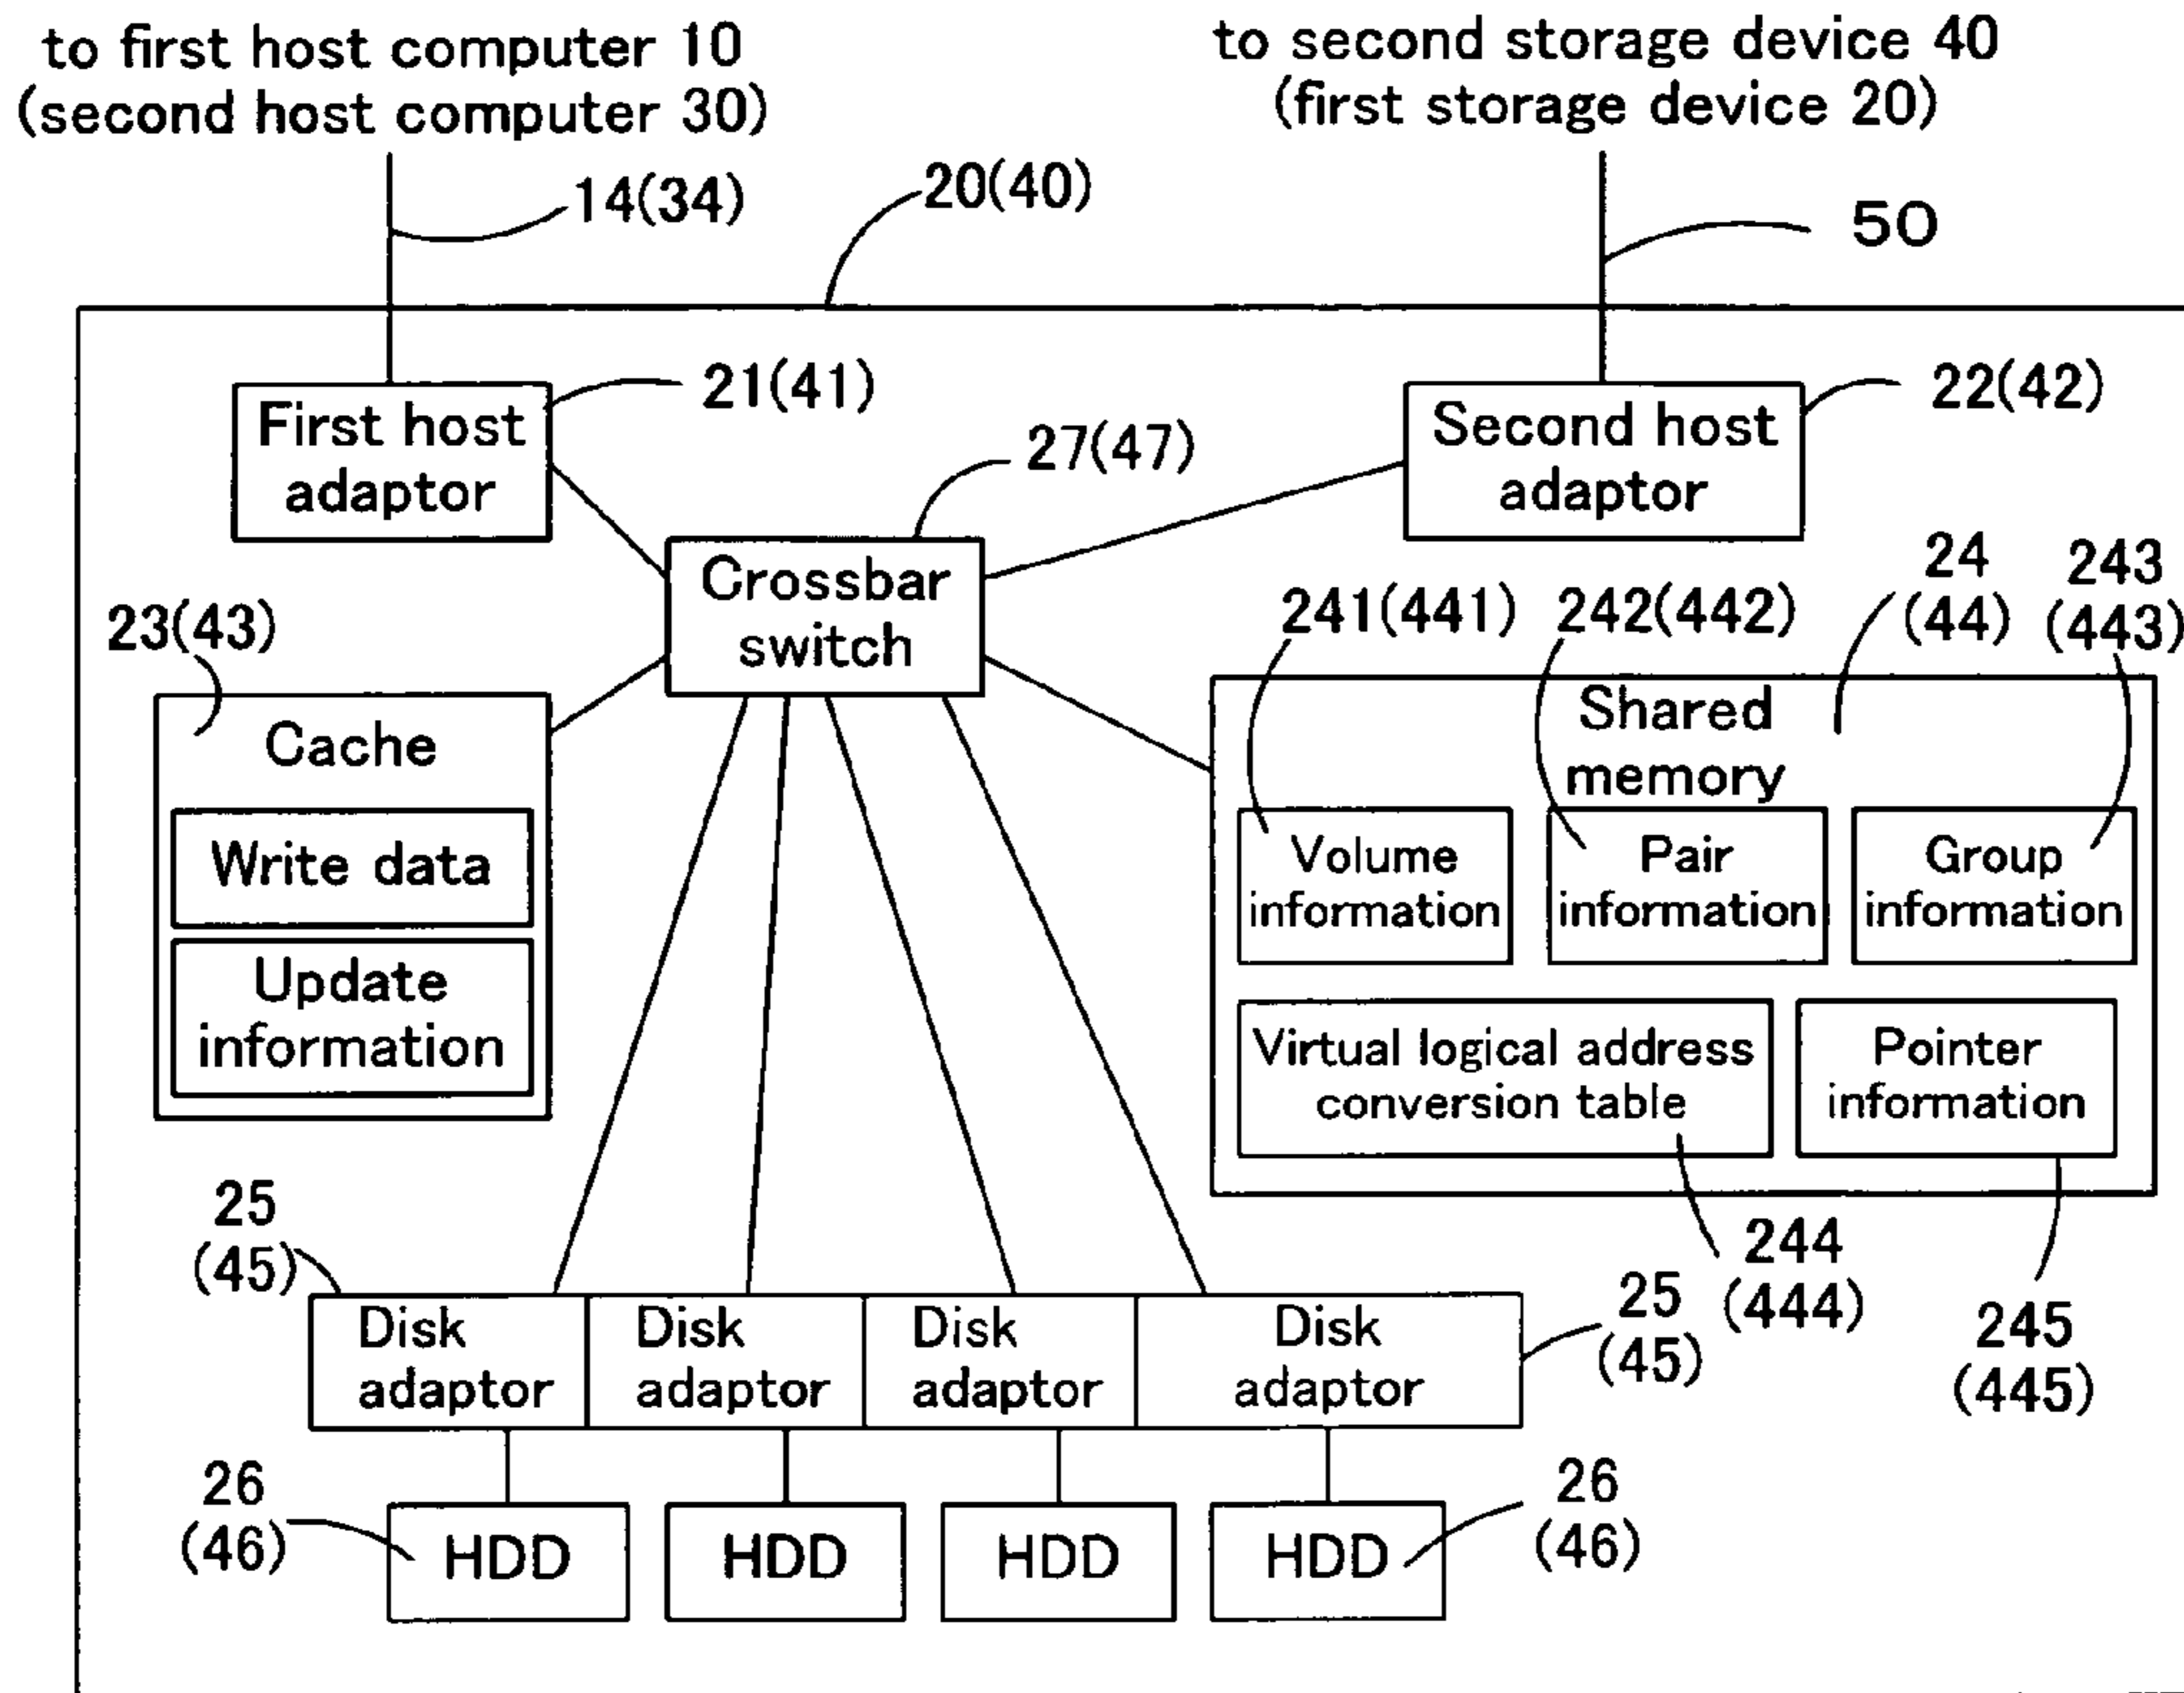 to first host computer 10
(second host computer 30)
to second storage device 40
(first storage device 20)
14(34)
20(40)
50
21(41)
22(42)
First host
adaptor
27(47)
Second host
adaptor
Crossbar
switch
23(43)
241(441)
242(442)
24
(44)
243
(443)
Cache
Write data
Update
information
Shared
memory
Volume
information
Pair
information
Group
information
Virtual logical address
conversion table
Pointer
information
244
(444)
245
(445)
25
(45)
25
(45)
Disk
adaptor
Disk
adaptor
Disk
adaptor
Disk
adaptor
26
(46)
26
(46)
HDD
HDD
HDD
HDD